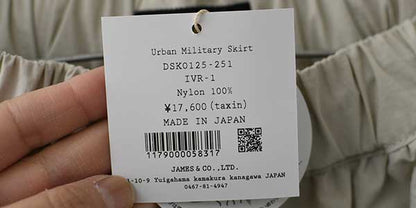 Urban Military Skirt
DSK0125-251
IVR-1
Nylon 100%
¥17,600(taxin)
MADE IN JAPAN
1179000058317
JAMES&CO.,LTD.
-10-9 Yuigahama kamakura kanagawa JAPAN
0467-81-4947